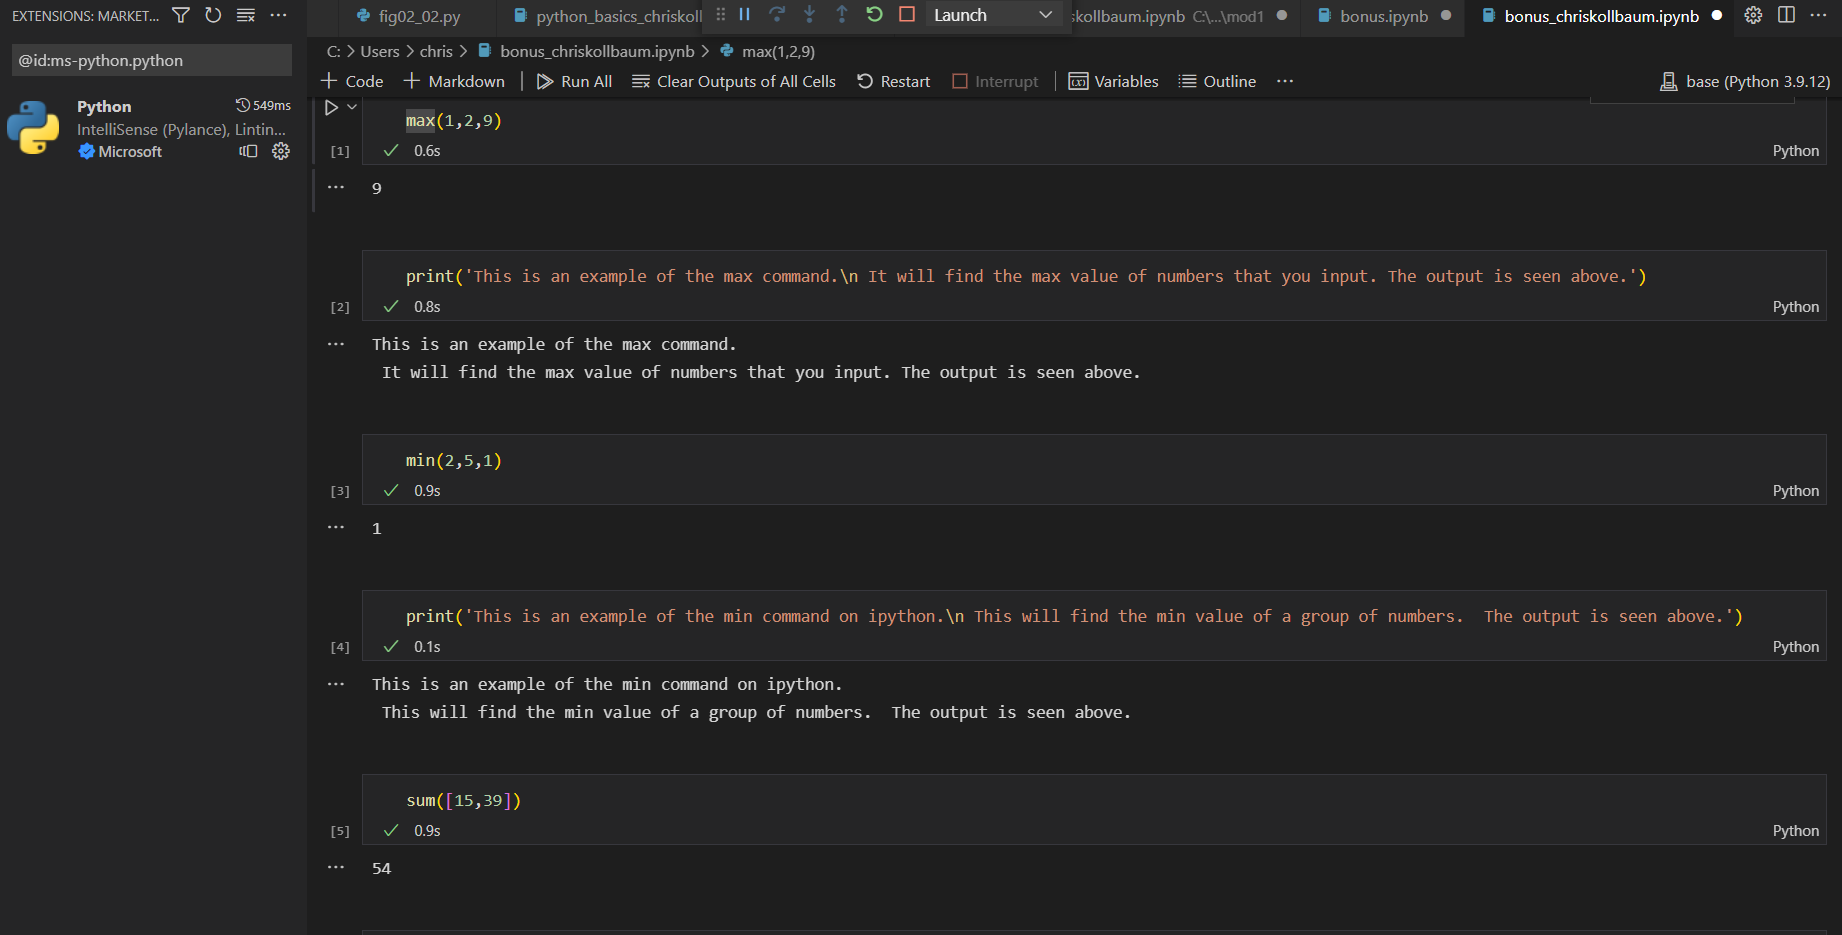 EXTENSIONS: MARKET...
fig02_02.py
python_basics_chriskoll
Launch
skollbaum.ipynb C:\...\mod1
bonus.ipynb
bonus_chriskollbaum.ipynb
@id:ms-python.python
C: > Users > chris > bonus_chriskollbaum.ipynb > max(1,2,9)
+ Code + Markdown | Run All Clear Outputs of All Cells Restart Interrupt | Variables Outline ...
base (Python 3.9.12)
Python 549ms
IntelliSense (Pylance), Lintin...
Microsoft
max(1,2,9)
[1] ✓ 0.6s Python
... 9
print('This is an example of the max command.\n It will find the max value of numbers that you input. The output is seen above.')
[2] ✓ 0.8s Python
... This is an example of the max command.
It will find the max value of numbers that you input. The output is seen above.
min(2,5,1)
[3] ✓ 0.9s Python
... 1
print('This is an example of the min command on ipython.\n This will find the min value of a group of numbers.  The output is seen above.')
[4] ✓ 0.1s Python
... This is an example of the min command on ipython.
This will find the min value of a group of numbers.  The output is seen above.
sum([15,39])
[5] ✓ 0.9s Python
... 54